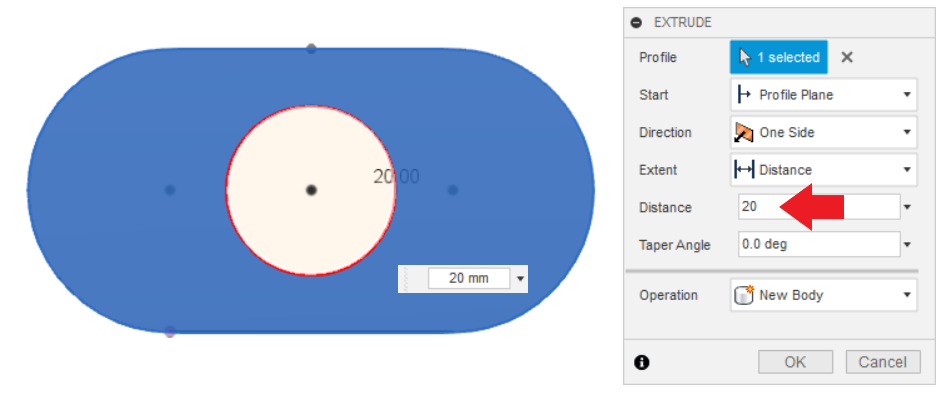 20.00
20 mm
EXTRUDE
Profile 1 selected
Start Profile Plane
Direction One Side
Extent Distance
Distance 20
Taper Angle 0.0 deg
Operation New Body
OK Cancel